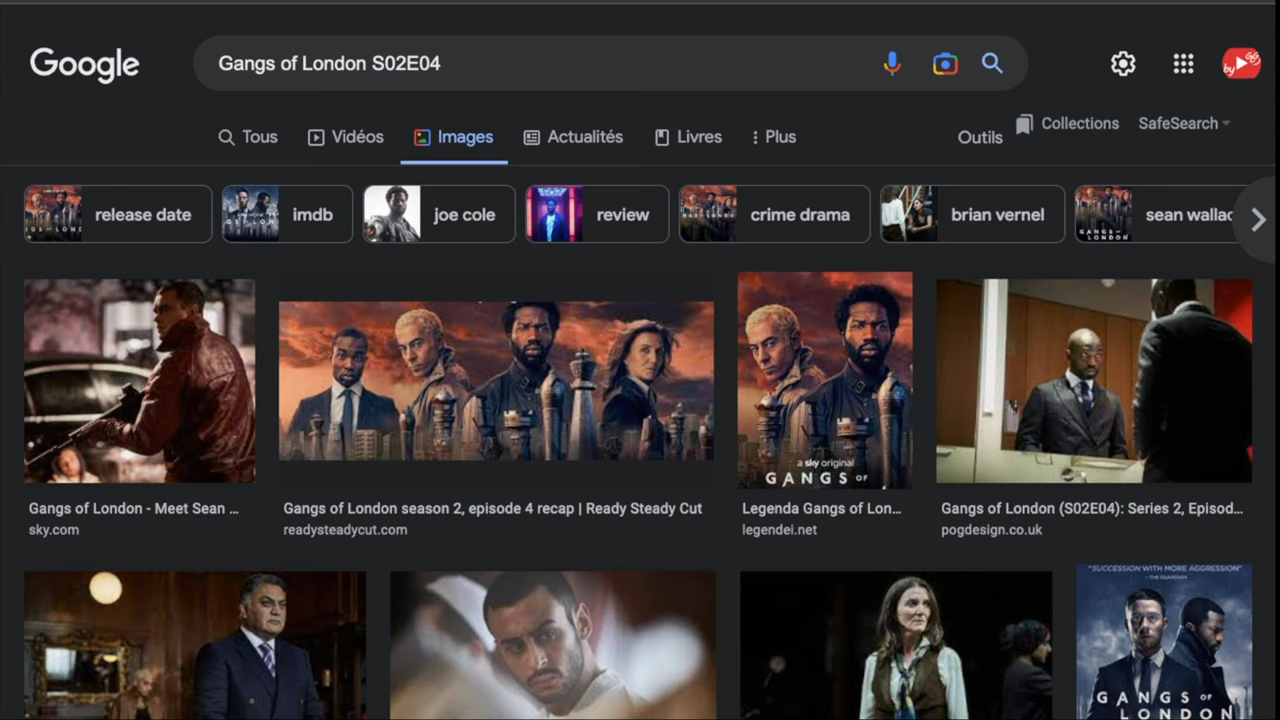 Google
Gangs of London S02E04
by GG
Tous
Vidéos
Images
Actualités
Livres
Plus
Outils
Collections
SafeSearch
release date
imdb
joe cole
review
crime drama
brian vernel
sean wallac
a sky original
GANGS OF
Gangs of London - Meet Sean ...
sky.com
Gangs of London season 2, episode 4 recap | Ready Steady Cut
readysteadycut.com
Legenda Gangs of Lon...
legendei.net
Gangs of London (S02E04): Series 2, Episod...
pogdesign.co.uk
"SUCCESSION WITH MORE AGGRESSION"
- THE GUARDIAN
GANGS OF
LONDON